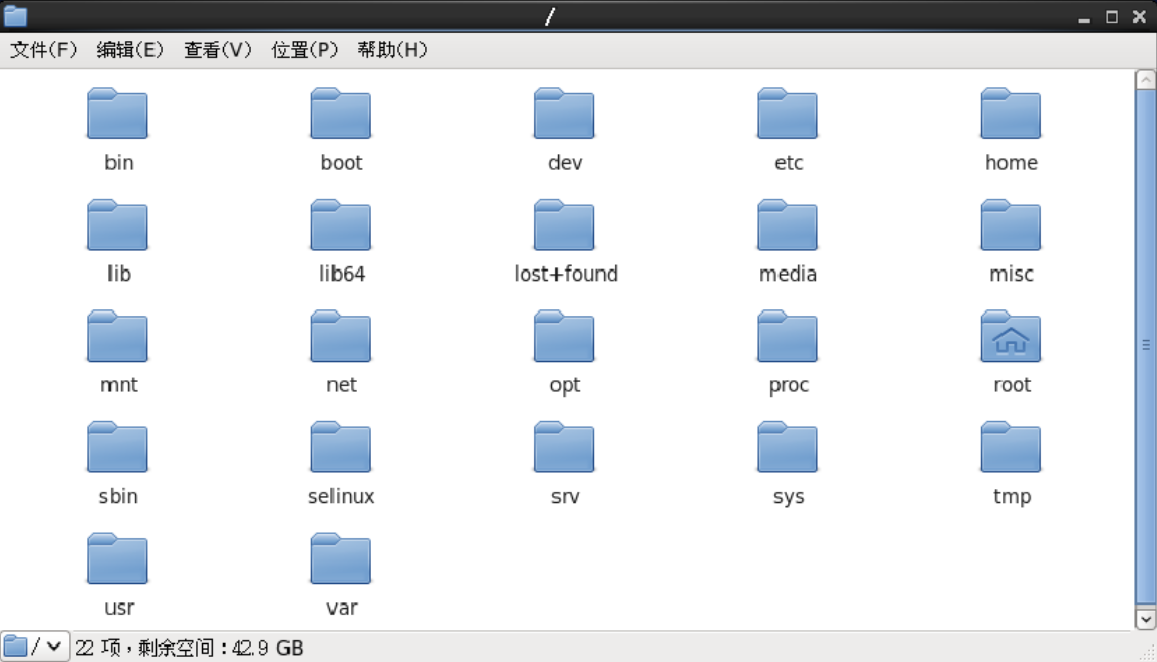 /
文件(F) 编辑(E) 查看(V) 位置(P) 帮助(H)
bin boot dev etc home
lib lib64 lost+found media misc
mnt net opt proc root
sbin selinux srv sys tmp
usr var
/ 22 项，剩余空间：42.9 GB